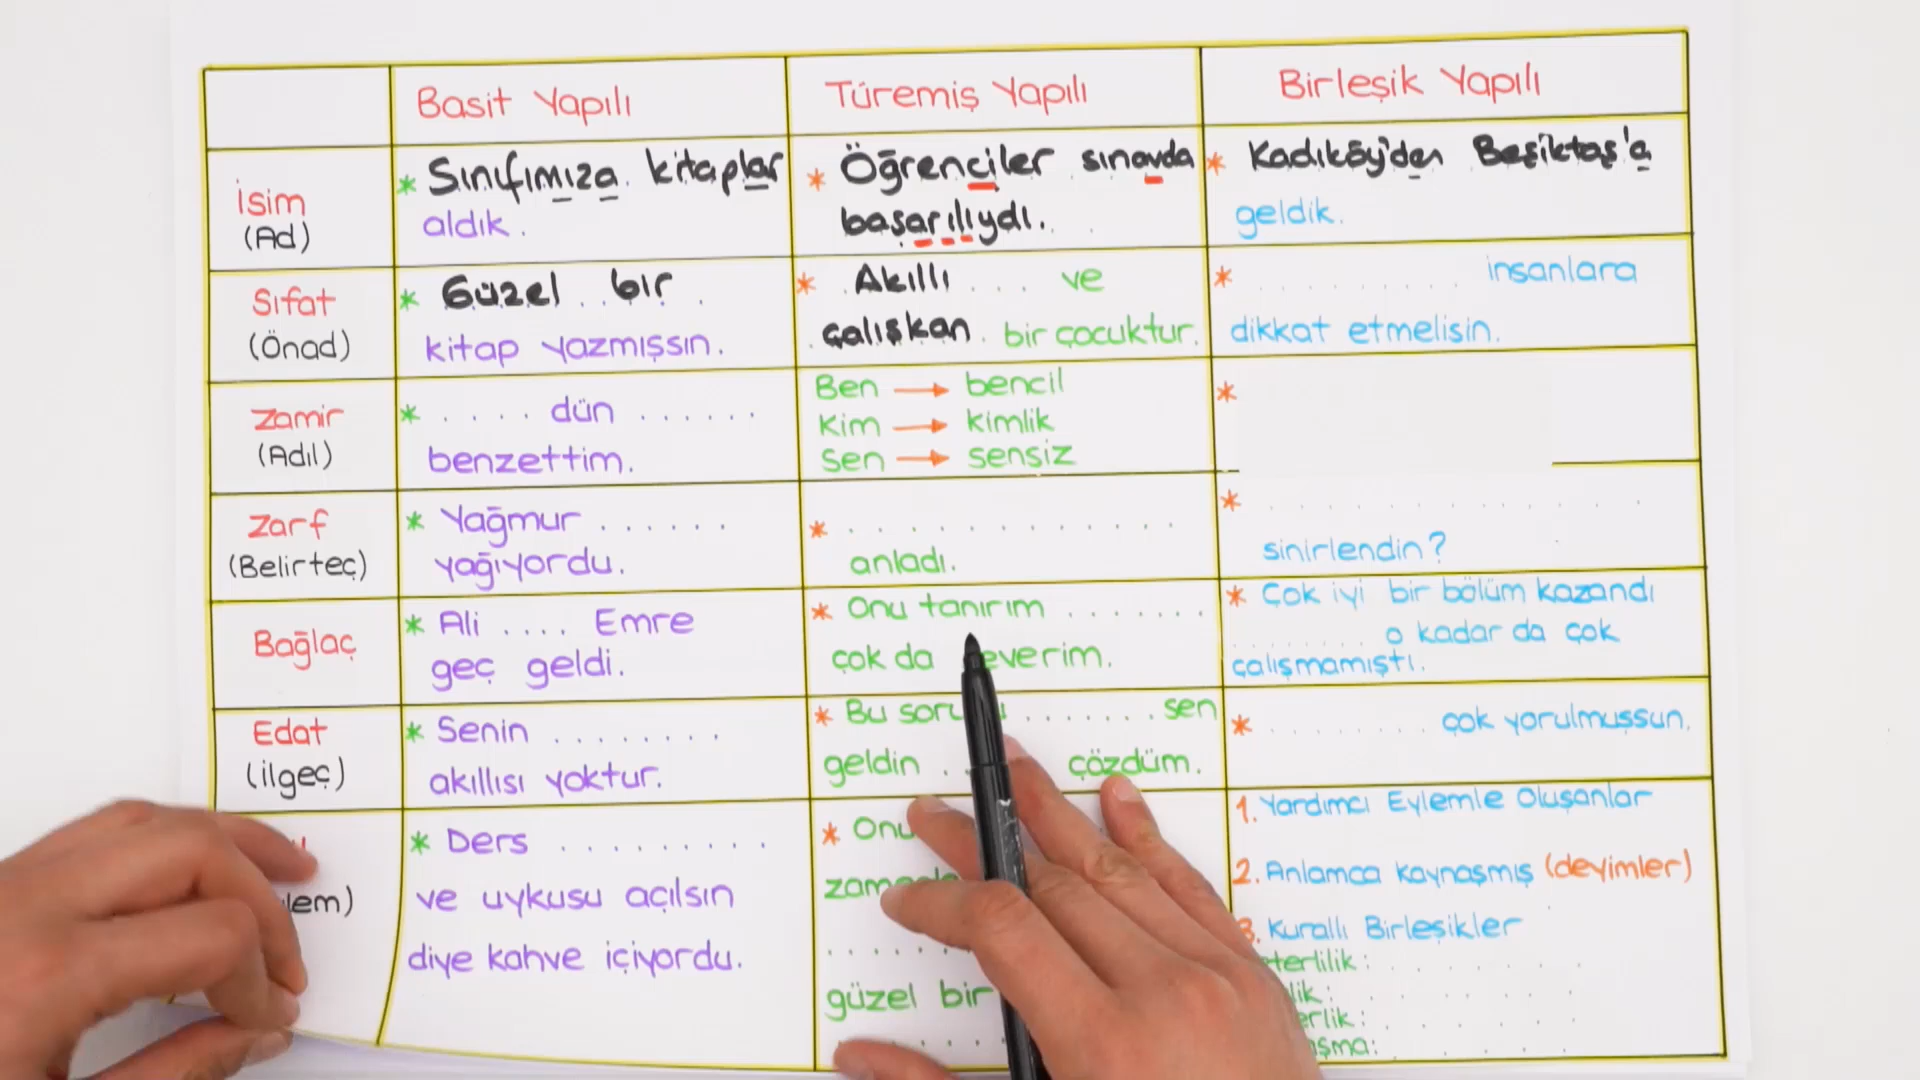 Basit Yapılı
Türemiş Yapılı
Birleşik Yapılı
İsim
(Ad)
* Sınıfımıza kitaplar
aldık.
* Öğrenciler sınavda
başarılıydı.
* Kadıköy'den Beşiktaş'a
geldik.
Sıfat
(Önad)
* Güzel .. bir .
kitap yazmışsın.
* . Akıllı ... ve
. çalışkan . bir çocuktur.
* ......... insanlara
dikkat etmelisin.
Zamir
(Adıl)
* .... dün ......
benzettim.
Ben → bencil
Kim → kimlik
Sen → sensiz
*
Zarf
(Belirteç)
* Yağmur ......
yağıyordu.
* ............
anladı.
* ..............
sinirlendin?
Bağlaç
* Ali .... Emre
geç geldi.
* Onu tanırım .......
çok da severim.
* Çok iyi bir bölüm kazandı
........ o kadar da çok
çalışmamıştı.
Edat
(ilgeç)
* Senin ........
akıllısı yoktur.
* Bu ....... sen
geldin .. çözdüm.
* ........ çok yorulmuşsun.
* Ders .........
ve uykusu açılsın
diye kahve içiyordu.
* Onu
güzel bir
1. Yardımcı Eylemle Oluşanlar
2. Anlamca kaynaşmış (deyimler)
3. Kurallı Birleşikler